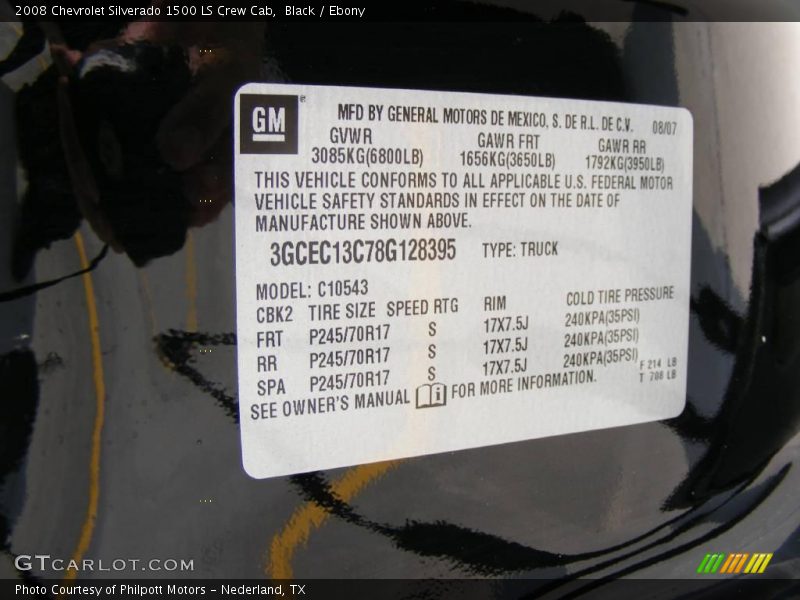 2008 Chevrolet Silverado 1500 LS Crew Cab,  Black / Ebony
GM
MFD BY GENERAL MOTORS DE MEXICO, S. DE R.L. DE C.V. 08/07
GVWR GAWR FRT GAWR RR
3085KG(6800LB) 1656KG(3650LB) 1792KG(3950LB)
THIS VEHICLE CONFORMS TO ALL APPLICABLE U.S. FEDERAL MOTOR
VEHICLE SAFETY STANDARDS IN EFFECT ON THE DATE OF
MANUFACTURE SHOWN ABOVE.
3GCEC13C78G128395 TYPE: TRUCK
MODEL: C10543
CBK2 TIRE SIZE SPEED RTG RIM COLD TIRE PRESSURE
FRT P245/70R17 S 17X7.5J 240KPA(35PSI)
RR P245/70R17 S 17X7.5J 240KPA(35PSI)
SPA P245/70R17 S 17X7.5J 240KPA(35PSI)
SEE OWNER'S MANUAL i FOR MORE INFORMATION.
F 214 LB
T 788 LB
GTCARLOT.COM
Photo Courtesy of Philpott Motors - Nederland, TX